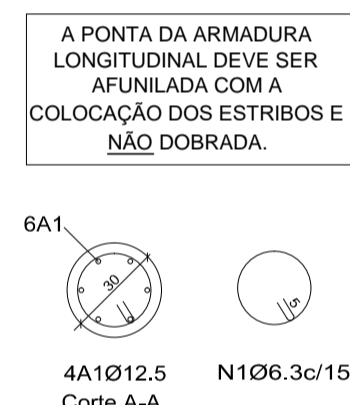 A PONTA DA ARMADURA
LONGITUDINAL DEVE SER
AFUNILADA COM A
COLOCAÇÃO DOS ESTRIBOS E
NÃO DOBRADA.
6A1
30
5
4A1Ø12.5
N1Ø6.3c/15
Corte A-A